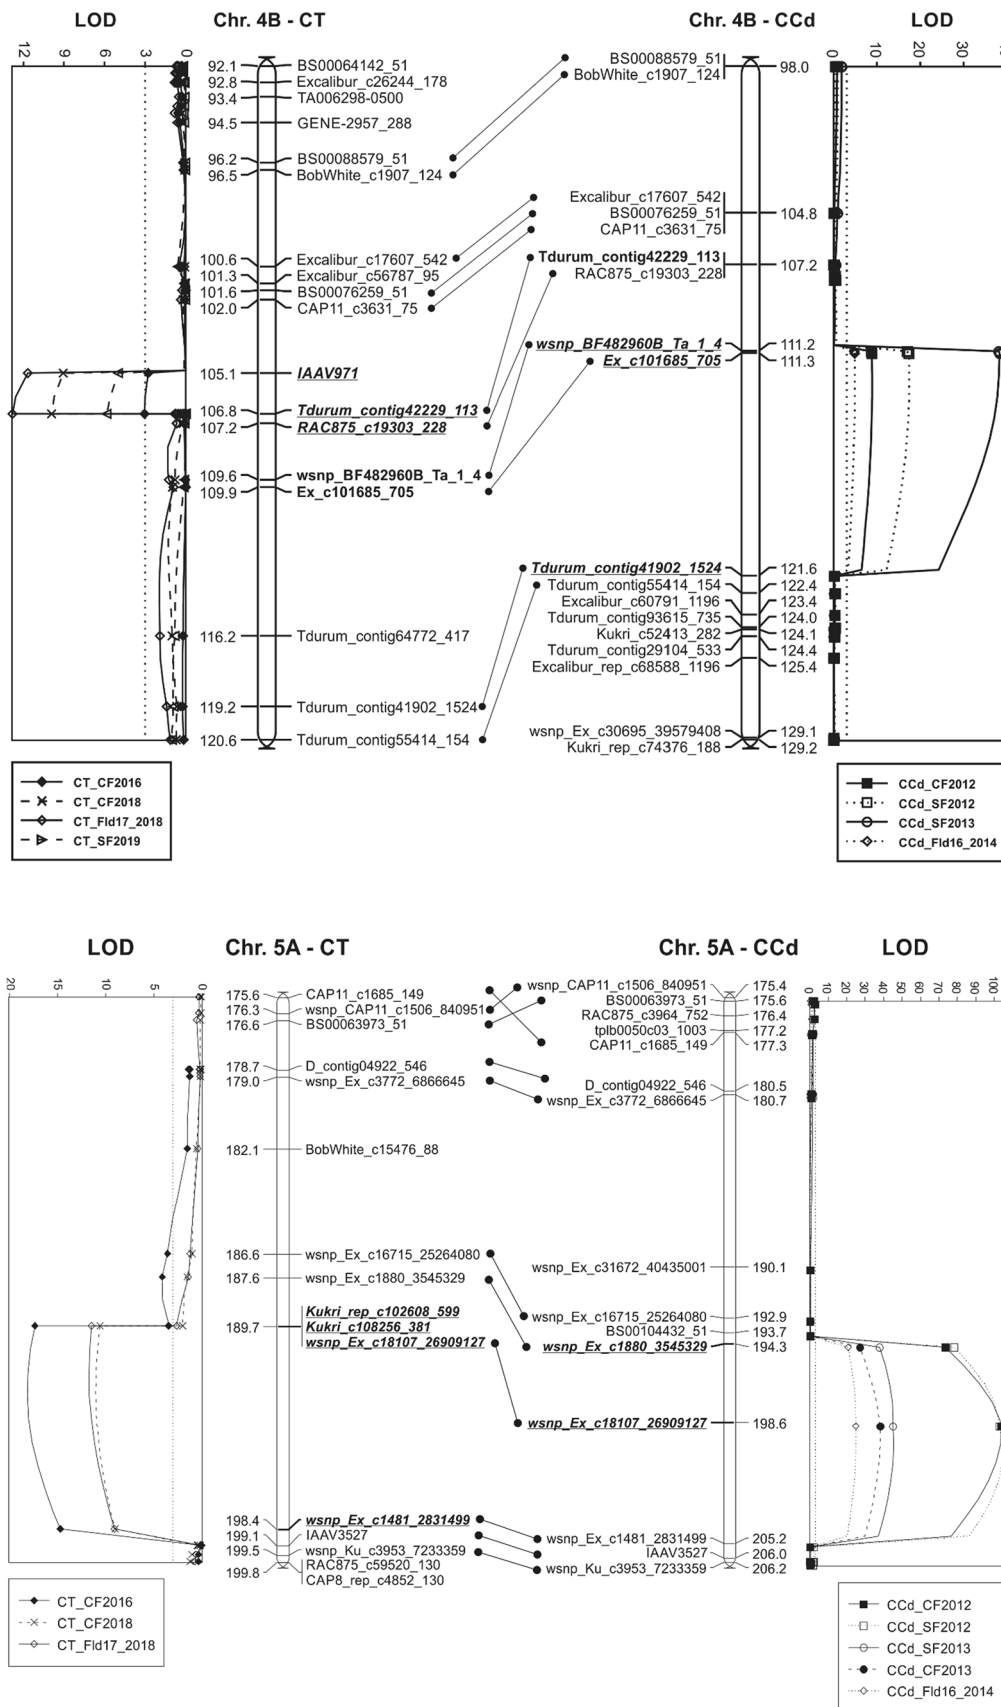 LOD
Chr. 4B - CT
Chr. 4B - CCd
LOD
12 9 6 3 0
0 10 20 30
92.1 BS00064142_51
92.8 Excalibur_c26244_178
93.4 TA006298-0500
94.5 GENE-2957_288
96.2 BS00088579_51
96.5 BobWhite_c1907_124
100.6 Excalibur_c17607_542
101.3 Excalibur_c56787_95
101.6 BS00076259_51
102.0 CAP11_c3631_75
105.1 IAAV971
106.8 Tdurum_contig42229_113
107.2 RAC875_c19303_228
109.6 wsnp_BF482960B_Ta_1_4
109.9 Ex_c101685_705
116.2 Tdurum_contig64772_417
119.2 Tdurum_contig41902_1524
120.6 Tdurum_contig55414_154
BS00088579_51
BobWhite_c1907_124
98.0
Excalibur_c17607_542
BS00076259_51 104.8
CAP11_c3631_75
Tdurum_contig42229_113
RAC875_c19303_228
107.2
wsnp_BF482960B_Ta_1_4 111.2
Ex_c101685_705 111.3
Tdurum_contig41902_1524 121.6
Tdurum_contig55414_154 122.4
Excalibur_c60791_1196 123.4
Tdurum_contig93615_735 124.0
Kukri_c52413_282 124.1
Tdurum_contig29104_533 124.4
Excalibur_rep_c68588_1196 125.4
wsnp_Ex_c30695_39579408 129.1
Kukri_rep_c74376_188 129.2
CT_CF2016
CT_CF2018
CT_Fld17_2018
CT_SF2019
CCd_CF2012
CCd_SF2012
CCd_SF2013
CCd_Fld16_2014
LOD
Chr. 5A - CT
Chr. 5A - CCd
LOD
20 15 10 5 0
0 10 20 30 40 50 60 70 80 90 100
175.6 CAP11_c1685_149
176.3 wsnp_CAP11_c1506_840951
176.6 BS00063973_51
178.7 D_contig04922_546
179.0 wsnp_Ex_c3772_6866645
182.1 BobWhite_c15476_88
186.6 wsnp_Ex_c16715_25264080
187.6 wsnp_Ex_c1880_3545329
Kukri_rep_c102608_599
189.7 Kukri_c108256_381
wsnp_Ex_c18107_26909127
198.4 wsnp_Ex_c1481_2831499
199.1 IAAV3527
199.5 wsnp_Ku_c3953_7233359
199.8 RAC875_c59520_130
CAP8_rep_c4852_130
wsnp_CAP11_c1506_840951 175.4
BS00063973_51 175.6
RAC875_c3964_752 176.4
tplb0050c03_1003 177.2
CAP11_c1685_149 177.3
D_contig04922_546 180.5
wsnp_Ex_c3772_6866645 180.7
wsnp_Ex_c31672_40435001 190.1
wsnp_Ex_c16715_25264080 192.9
BS00104432_51 193.7
wsnp_Ex_c1880_3545329 194.3
wsnp_Ex_c18107_26909127 198.6
wsnp_Ex_c1481_2831499 205.2
IAAV3527 206.0
wsnp_Ku_c3953_7233359 206.2
CT_CF2016
CT_CF2018
CT_Fld17_2018
CCd_CF2012
CCd_SF2012
CCd_SF2013
CCd_CF2013
CCd_Fld16_2014